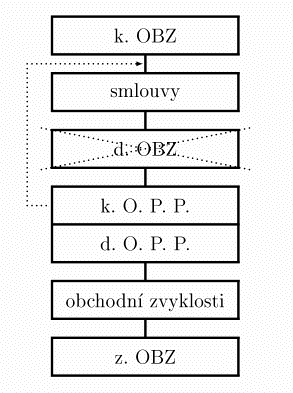 k. OBZ
smlouvy
d. OBZ
k. O. P. P.
d. O. P. P.
obchodní zvyklosti
z. OBZ